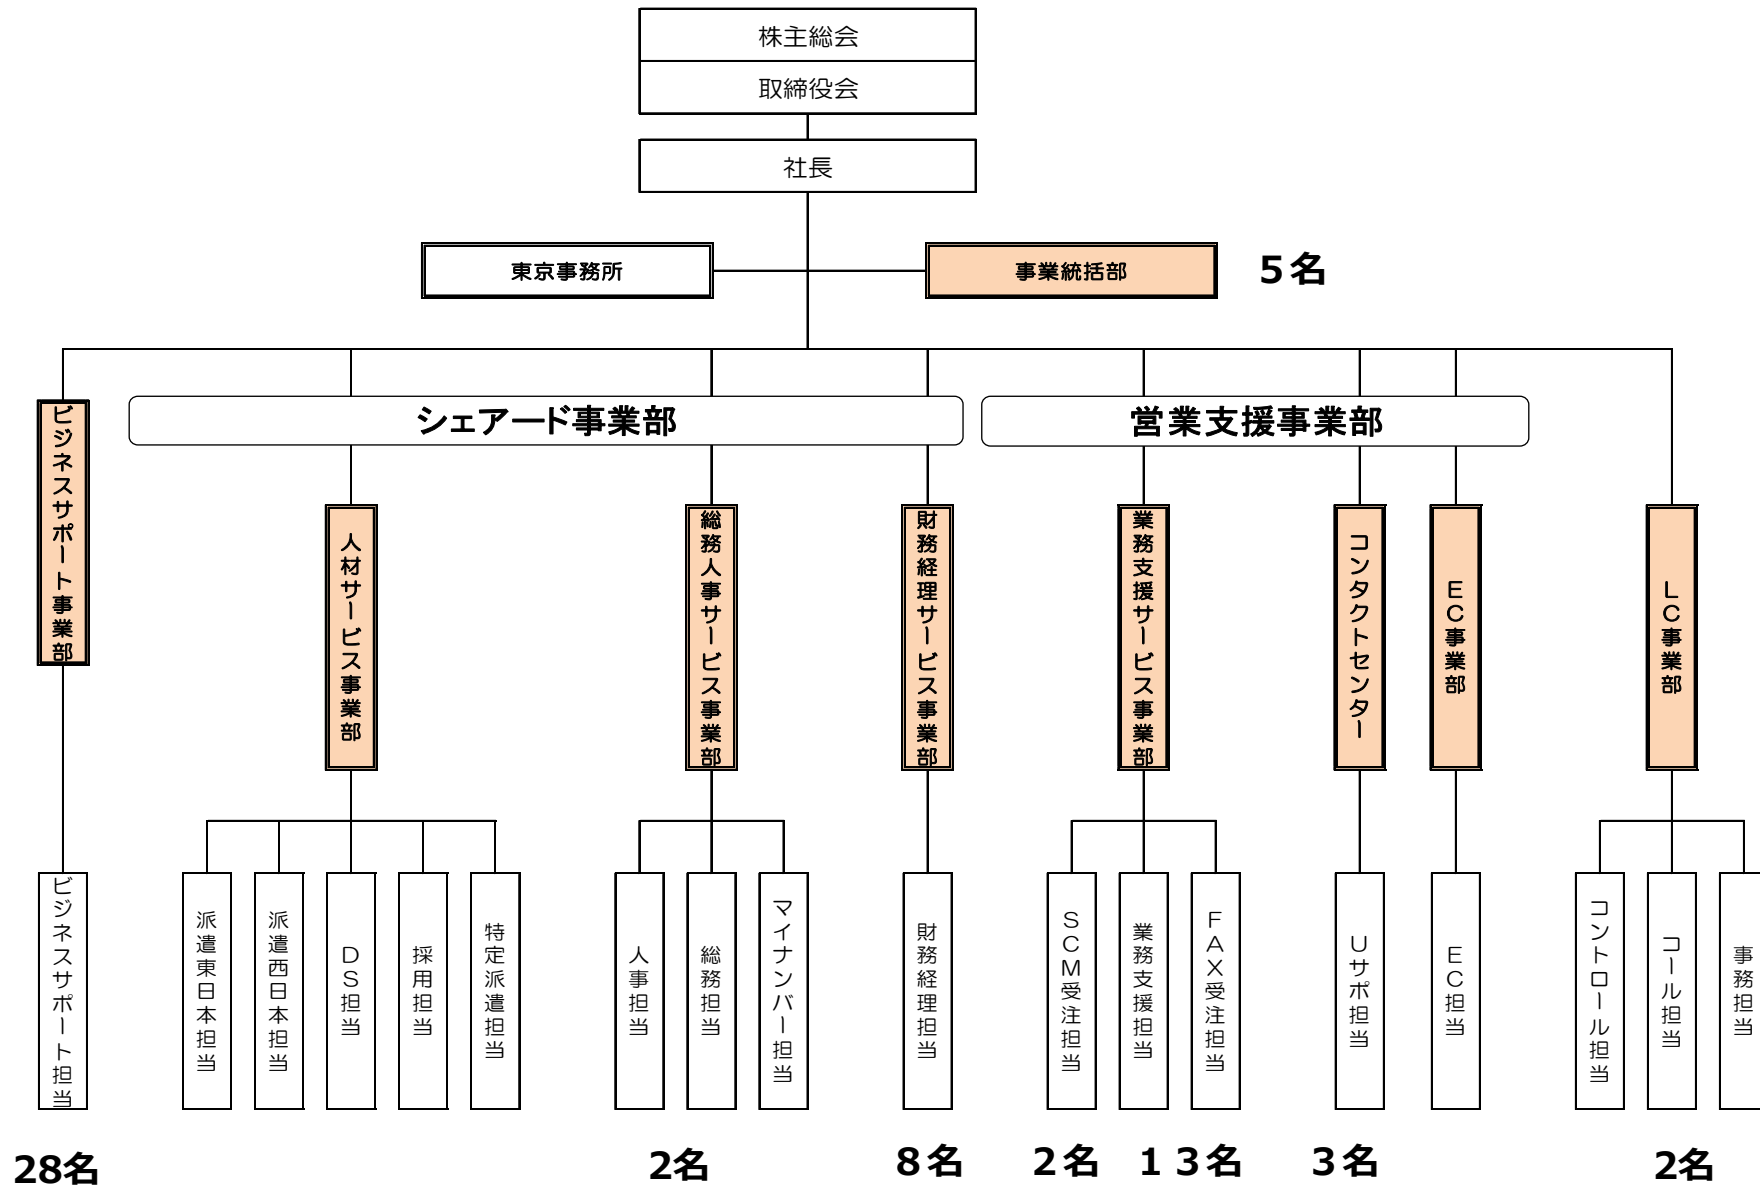 株主総会
取締役会
社長
東京事務所
事業統括部
５名
シェアード事業部
営業支援事業部
ビジネスサポート事業部
人材サービス事業部
総務人事サービス事業部
財務経理サービス事業部
業務支援サービス事業部
コンタクトセンター
ＥＣ事業部
ＬＣ事業部
ビジネスサポート担当
派遣東日本担当
派遣西日本担当
ＤＳ担当
採用担当
特定派遣担当
人事担当
総務担当
マイナンバー担当
財務経理担当
ＳＣＭ受注担当
業務支援担当
ＦＡＸ受注担当
Ｕサポ担当
ＥＣ担当
コントロール担当
コール担当
事務担当
28名
2名
８名
２名
１３名
３名
2名